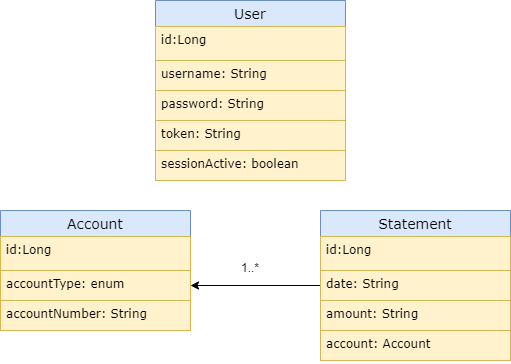 User
id:Long
username: String
password: String
token: String
sessionActive: boolean
Account
id:Long
accountType: enum
accountNumber: String
1..*
Statement
id:Long
date: String
amount: String
account: Account